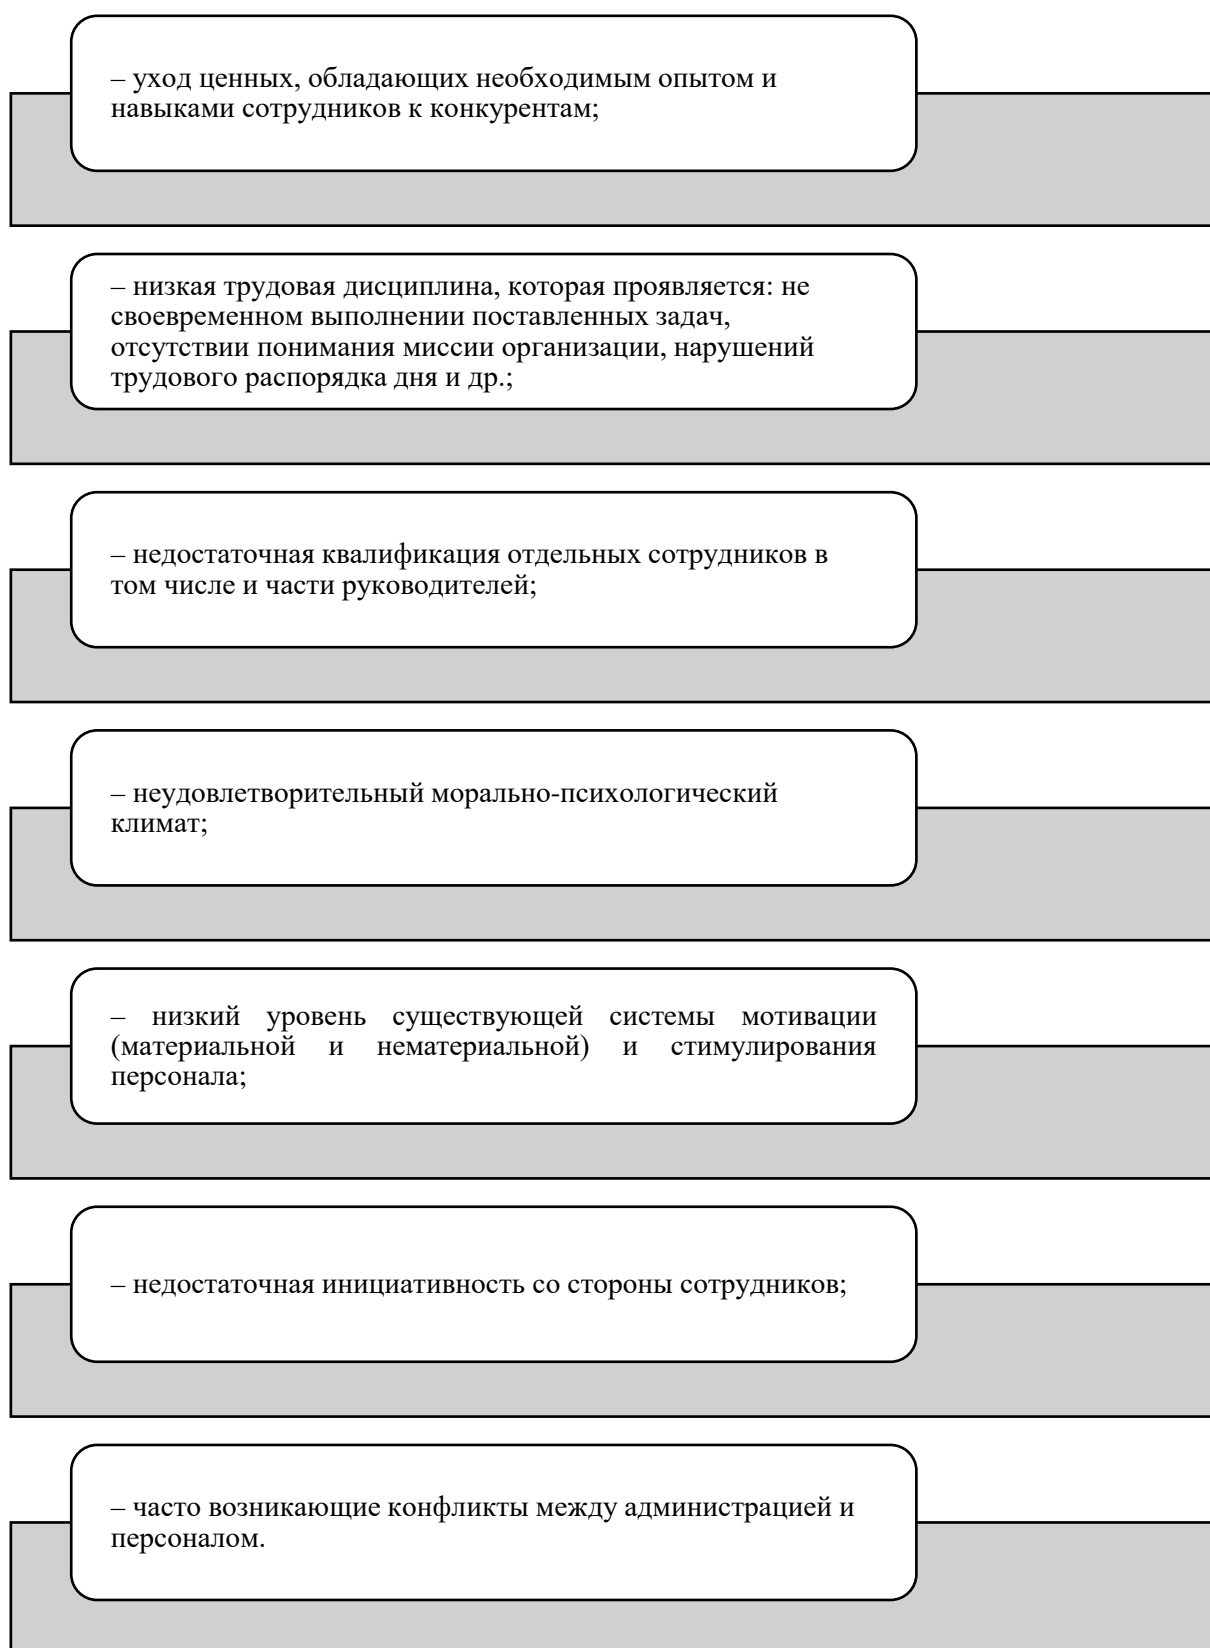 – уход ценных, обладающих необходимым опытом и
навыками сотрудников к конкурентам;
– низкая трудовая дисциплина, которая проявляется: не
своевременном выполнении поставленных задач,
отсутствии понимания миссии организации, нарушений
трудового распорядка дня и др.;
– недостаточная квалификация отдельных сотрудников в
том числе и части руководителей;
– неудовлетворительный морально-психологический
климат;
– низкий уровень существующей системы мотивации
(материальной и нематериальной) и стимулирования
персонала;
– недостаточная инициативность со стороны сотрудников;
– часто возникающие конфликты между администрацией и
персоналом.